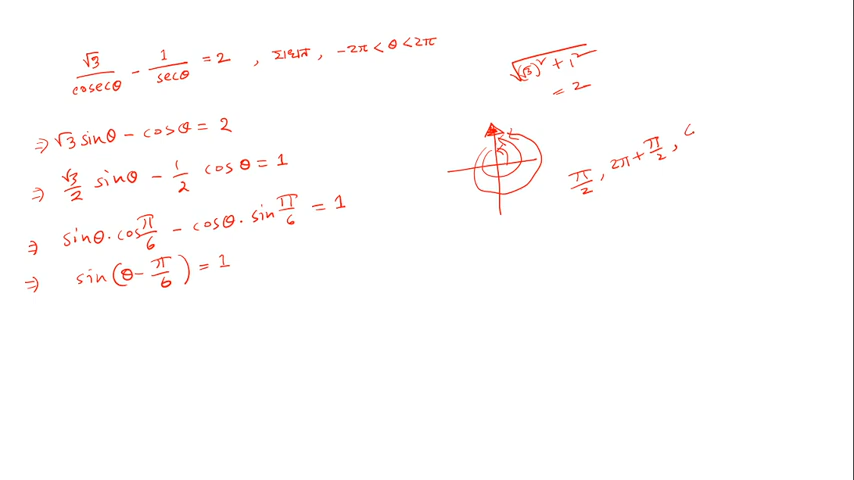 √3/cosecθ - 1/secθ = 2 , যখন, -2π < θ < 2π
⇒ √3 sinθ - cosθ = 2
⇒ √3/2 sinθ - 1/2 cosθ = 1
⇒ sinθ. cos π/6 - cosθ. sin π/6 = 1
⇒ sin(θ - π/6) = 1
√((√3)² + 1²)
= 2
π/2 , 2π + π/2 ,